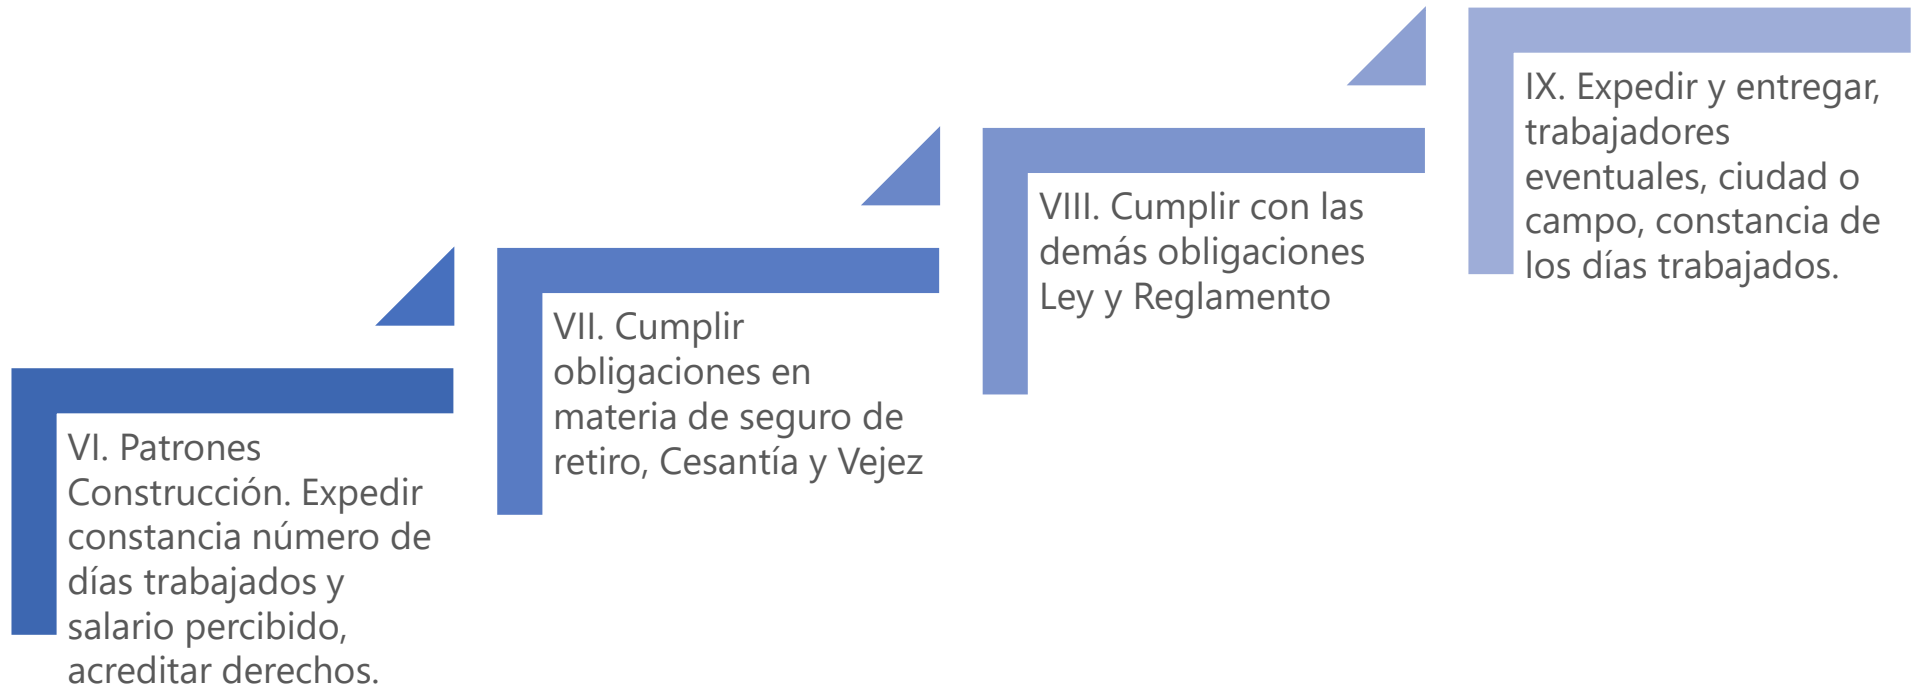 VI. Patrones
Construcción. Expedir
constancia número de
días trabajados y
salario percibido,
acreditar derechos.
VII. Cumplir
obligaciones en
materia de seguro de
retiro, Cesantía y Vejez
VIII. Cumplir con las
demás obligaciones
Ley y Reglamento
IX. Expedir y entregar,
trabajadores
eventuales, ciudad o
campo, constancia de
los días trabajados.